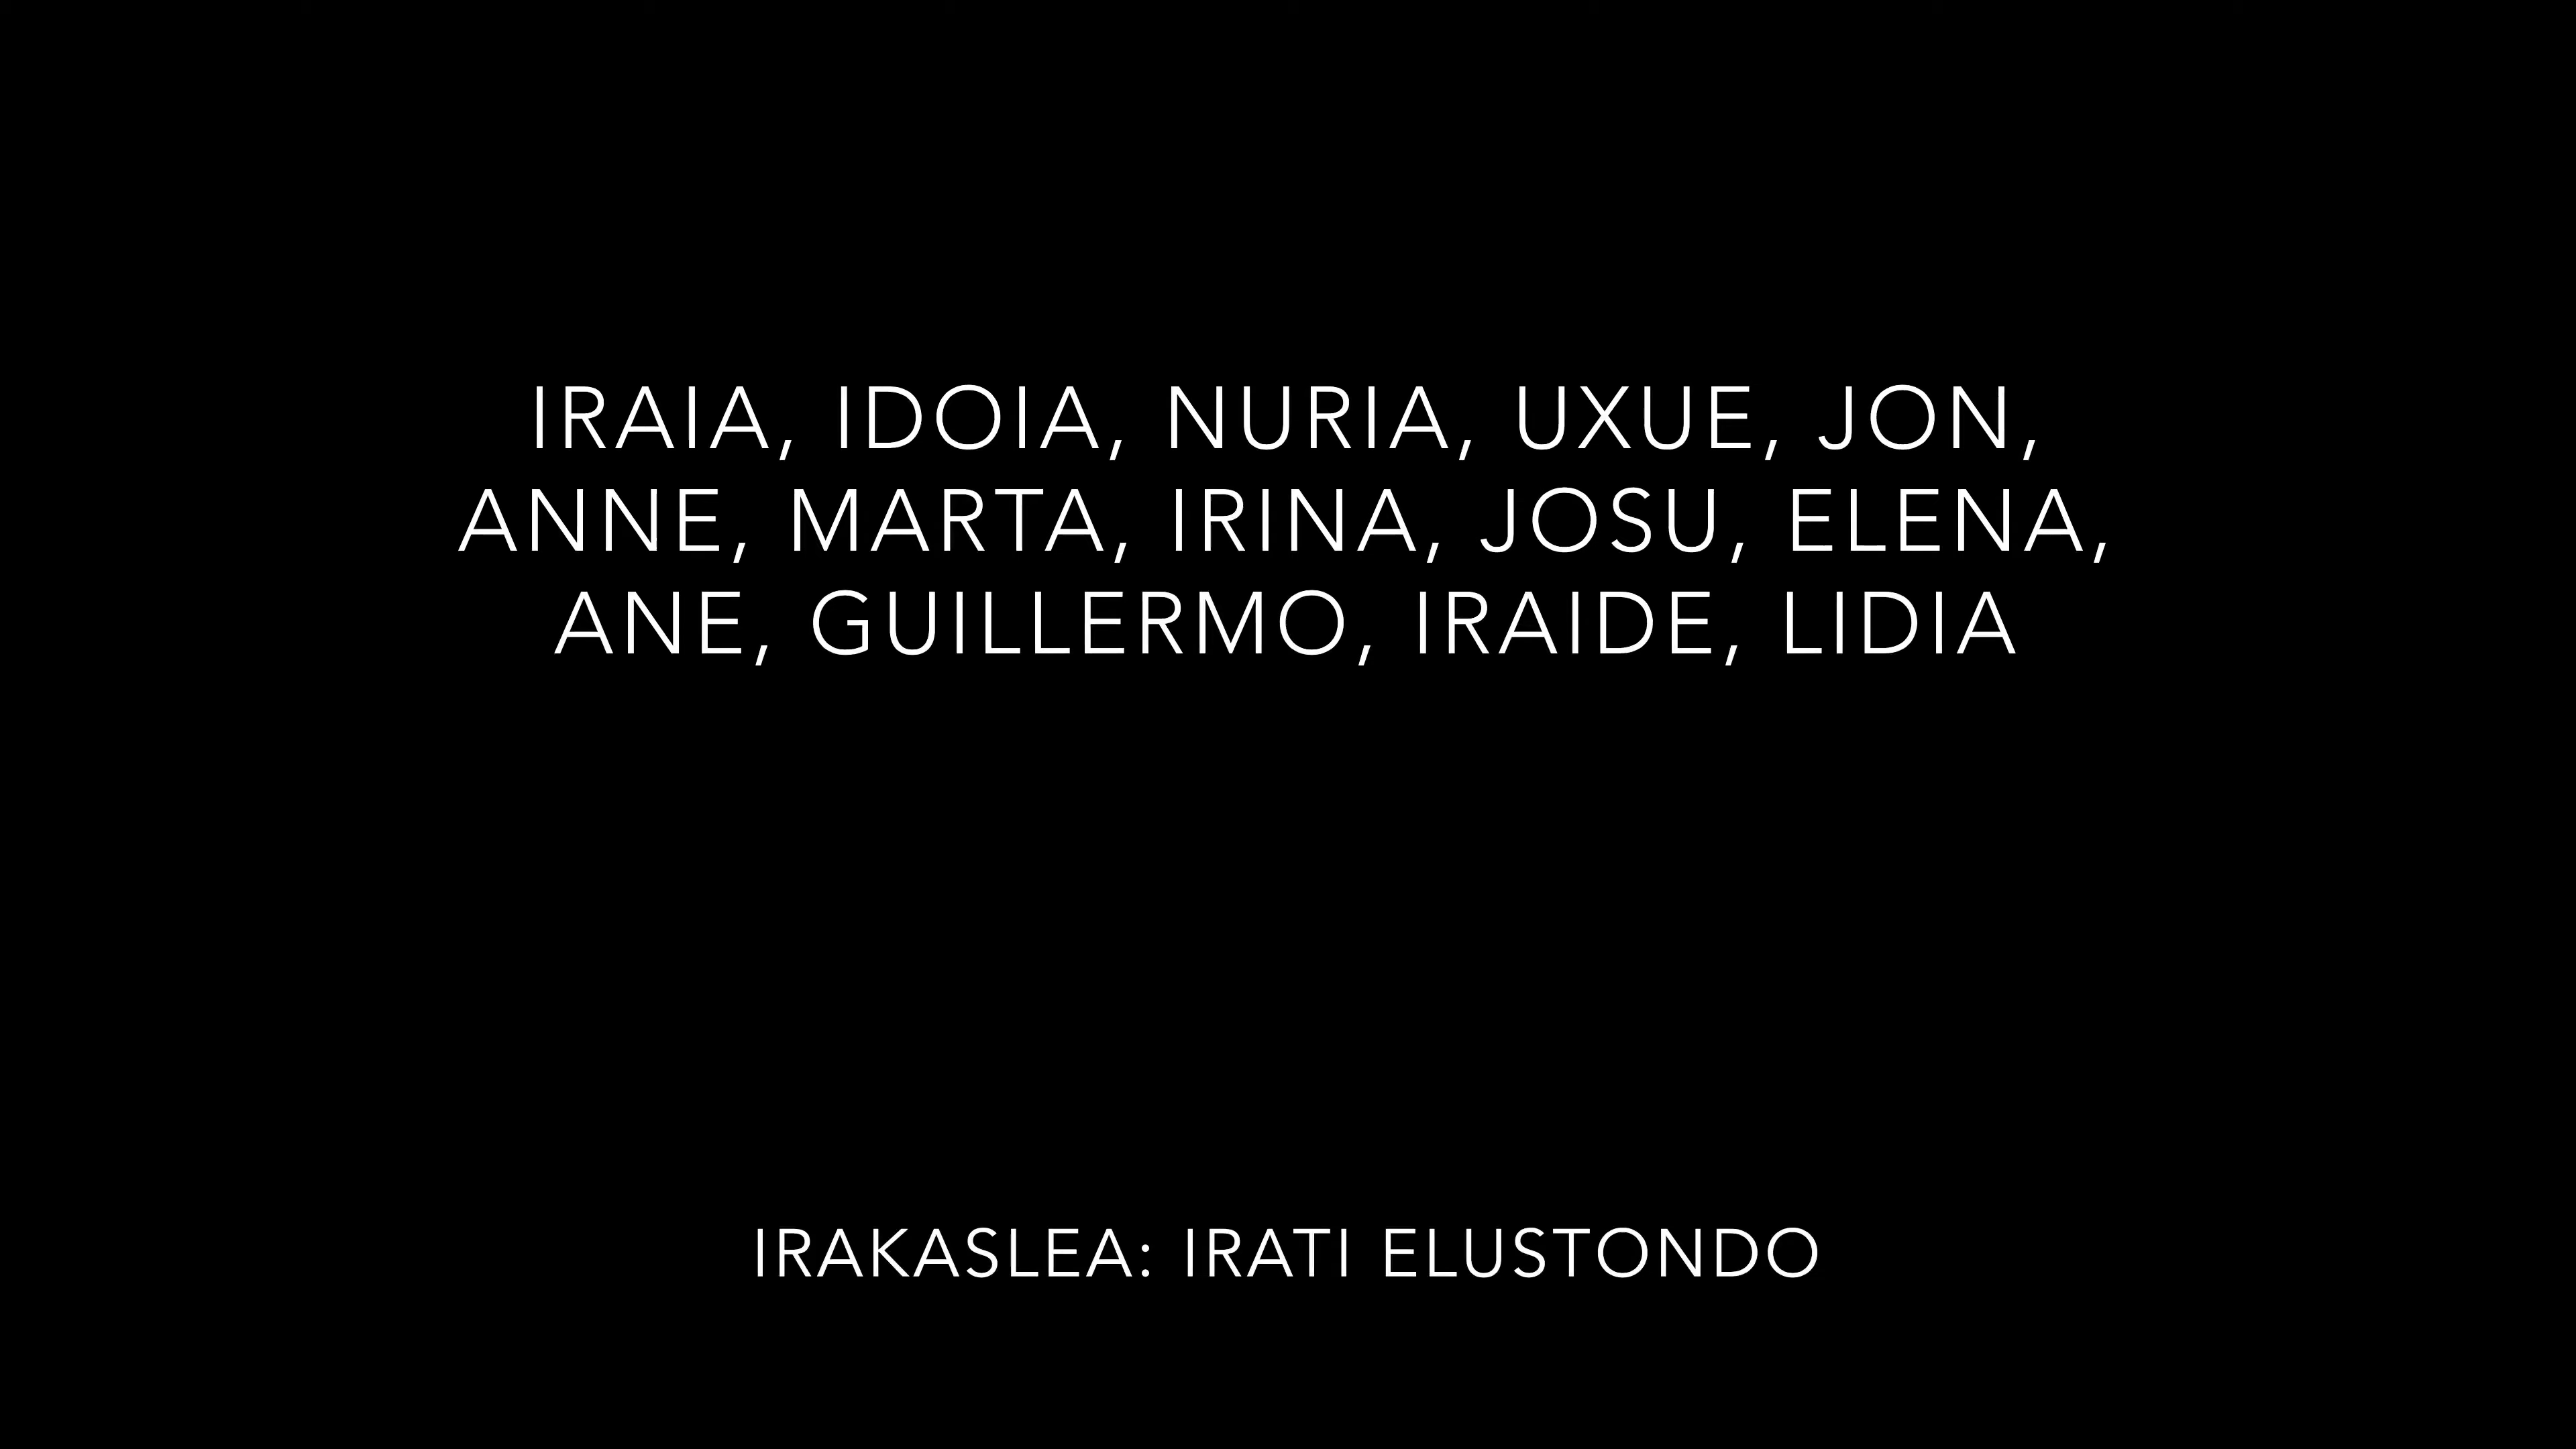 IRAIA, IDOIA, NURIA, UXUE, JON,
ANNE, MARTA, IRINA, JOSU, ELENA,
ANE, GUILLERMO, IRAIDE, LIDIA
IRAKASLEA: IRATI ELUSTONDO